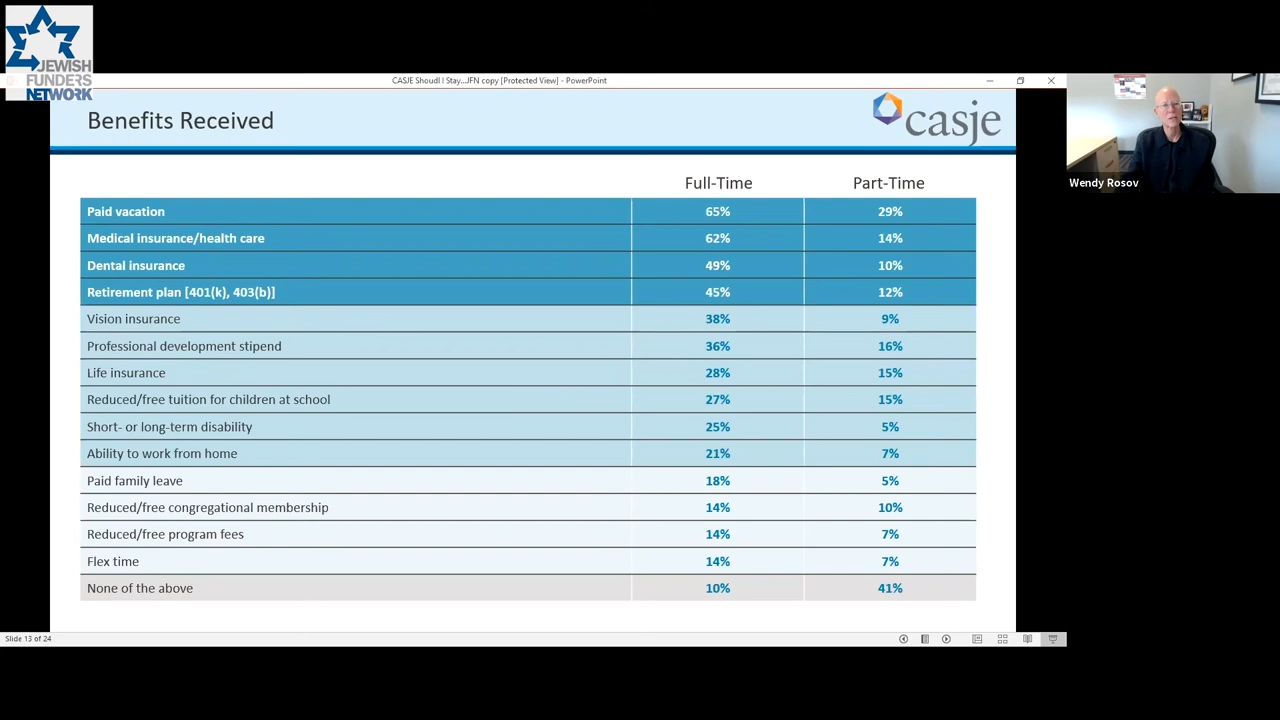 JEWISH
FUNDERS
NETWORK
CASJE Shoudl I Stay...JFN copy [Protected View] - PowerPoint
Benefits Received
casje
Wendy Rosov
Full-Time Part-Time
Paid vacation 65% 29%
Medical insurance/health care 62% 14%
Dental insurance 49% 10%
Retirement plan [401(k), 403(b)] 45% 12%
Vision insurance 38% 9%
Professional development stipend 36% 16%
Life insurance 28% 15%
Reduced/free tuition for children at school 27% 15%
Short- or long-term disability 25% 5%
Ability to work from home 21% 7%
Paid family leave 18% 5%
Reduced/free congregational membership 14% 10%
Reduced/free program fees 14% 7%
Flex time 14% 7%
None of the above 10% 41%
Slide 13 of 24